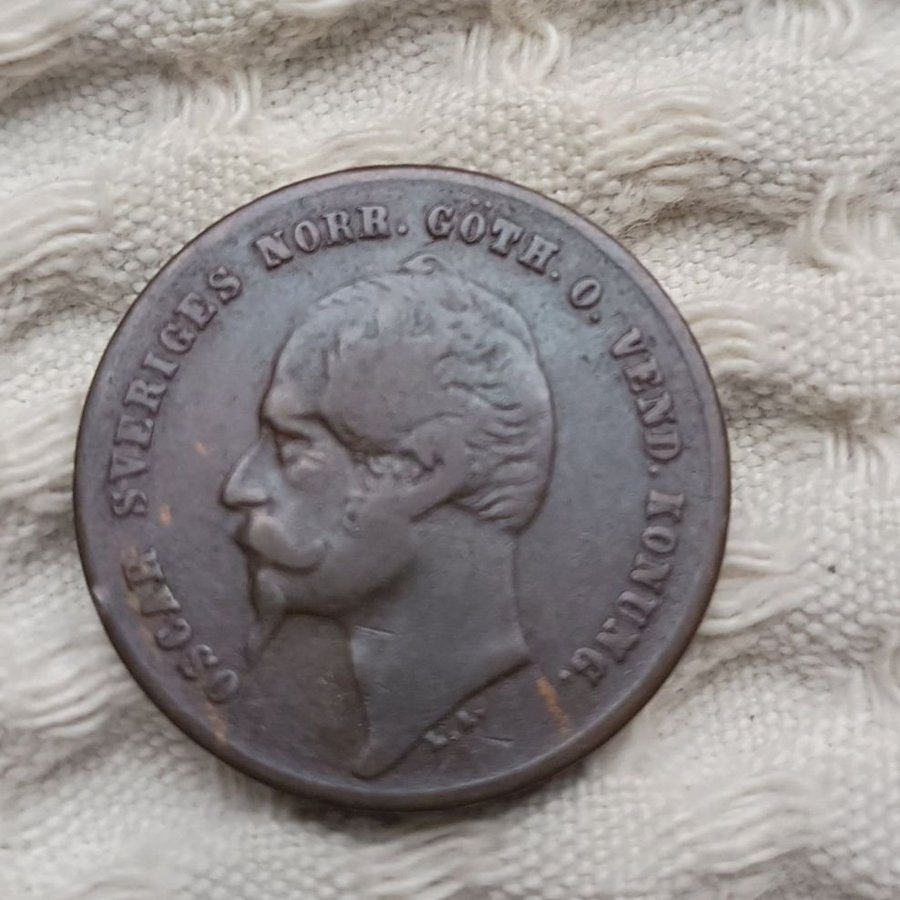 OSCAR SVERIGES NORR. GÖTH. O. VEND. KONUNG.
L.A.